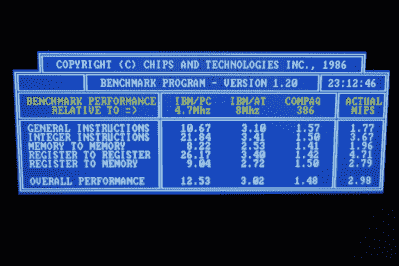 COPYRIGHT (C) CHIPS AND TECHNOLOGIES INC., 1986
BENCHMARK PROGRAM - VERSION 1.20 23:12:46
BENCHMARK PERFORMANCE IBM/PC IBM/AT COMPAQ ACTUAL
RELATIVE TO =) 4.7Mhz 8Mhz 386 MIPS
GENERAL INSTRUCTIONS 10.67 3.10 1.57 1.77
INTEGER INSTRUCTIONS 21.84 3.41 1.50 3.67
MEMORY TO MEMORY 8.22 2.53 1.41 1.96
REGISTER TO REGISTER 26.17 3.40 1.42 4.71
REGISTER TO MEMORY 9.04 2.72 1.50 2.79
OVERALL PERFORMANCE 12.53 3.02 1.48 2.98